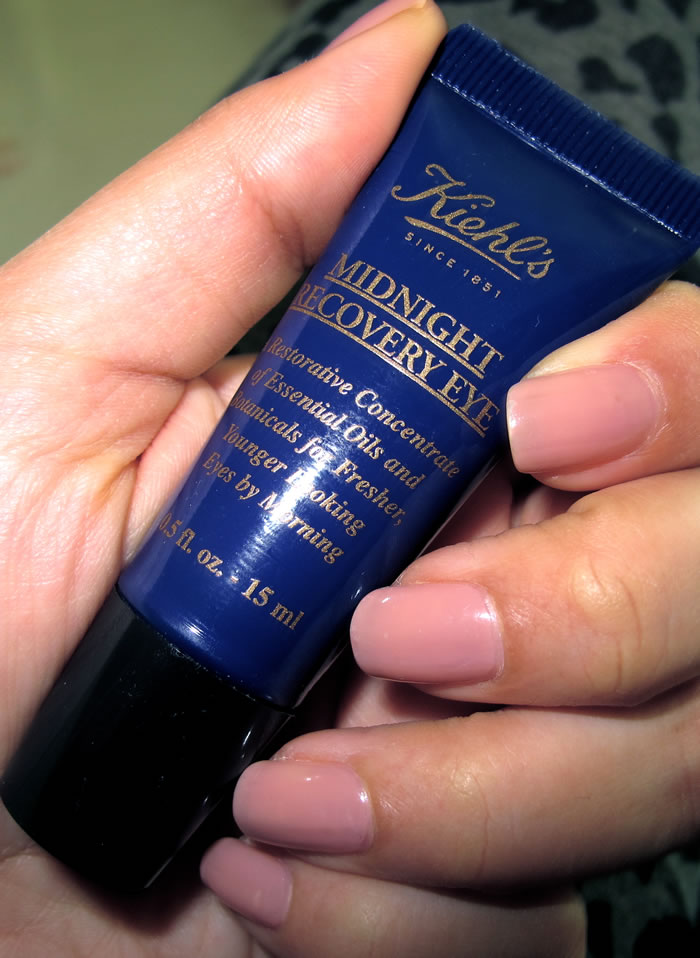 Kiehl's
SINCE 1851
MIDNIGHT
RECOVERY EYE
Restorative Concentrate
of Essential Oils and
Botanicals for Fresher,
Younger Looking
Eyes by Morning
0.5 fl. oz. - 15 ml